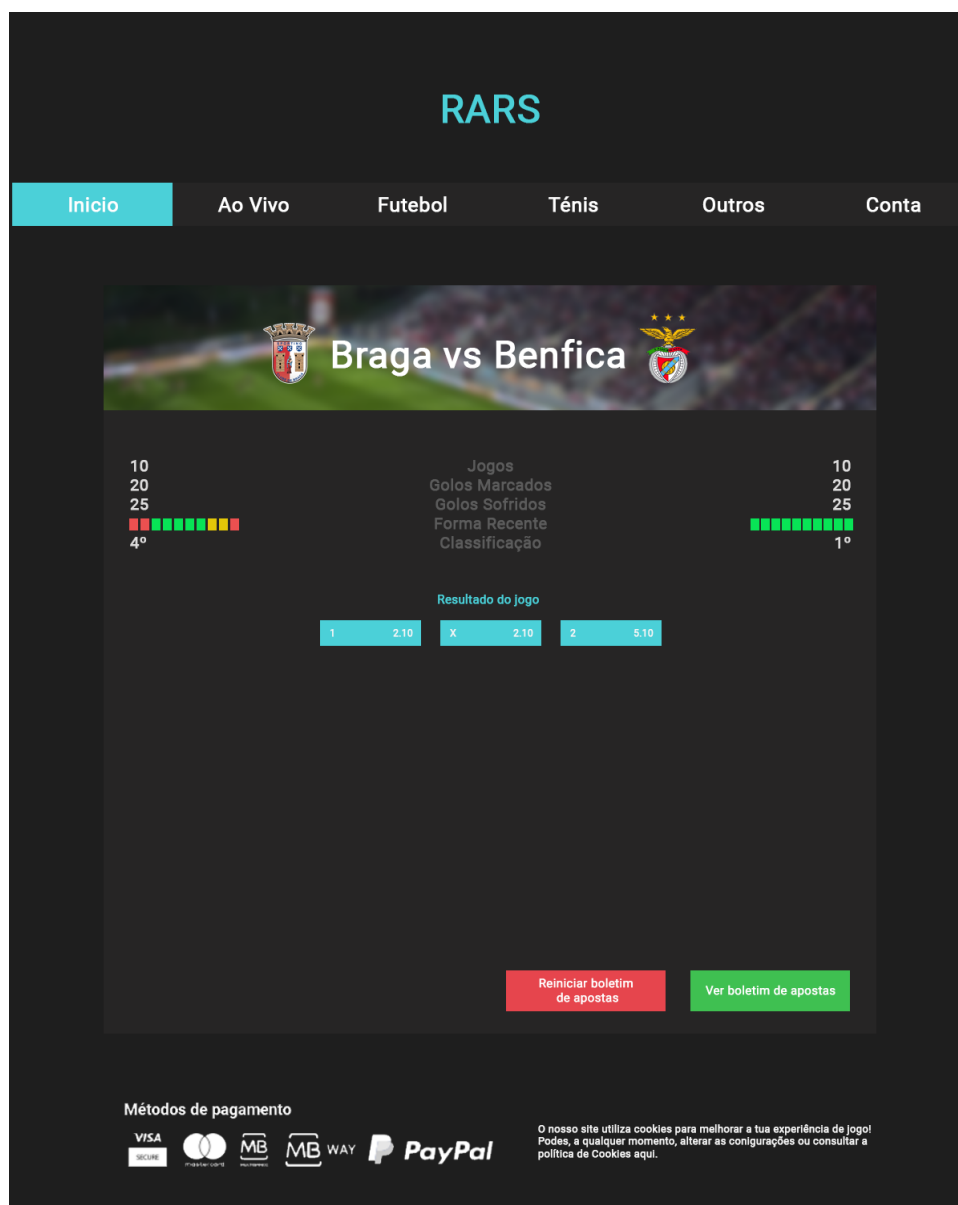 RARS
Inicio Ao Vivo Futebol Ténis Outros Conta
Braga vs Benfica
10 Jogos 10
20 Golos Marcados 20
25 Golos Sofridos 25
Forma Recente
4º Classificação 1º
Resultado do jogo
1 2.10 X 2.10 2 5.10
Reiniciar boletim
de apostas
Ver boletim de apostas
Métodos de pagamento
VISA
SECURE
mastercard
MB
MULTIBANCO
MB WAY
PayPal
O nosso site utiliza cookies para melhorar a tua experiência de jogo!
Podes, a qualquer momento, alterar as conigurações ou consultar a
política de Cookies aqui.